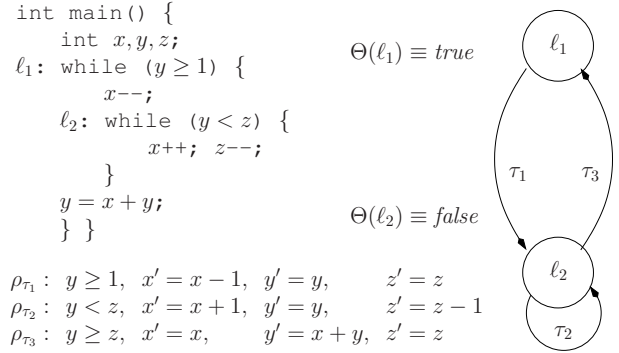 int main() {
int x,y,z;
ℓ1: while (y ≥ 1) {
x−−;
ℓ2: while (y < z) {
x++; z−−;
}
y = x + y;
} }
Θ(ℓ1) ≡ true
Θ(ℓ2) ≡ false
ℓ1
τ1
τ3
ℓ2
τ2
ρτ1 : y ≥ 1, x′ = x − 1, y′ = y, z′ = z
ρτ2 : y < z, x′ = x + 1, y′ = y, z′ = z − 1
ρτ3 : y ≥ z, x′ = x, y′ = x + y, z′ = z